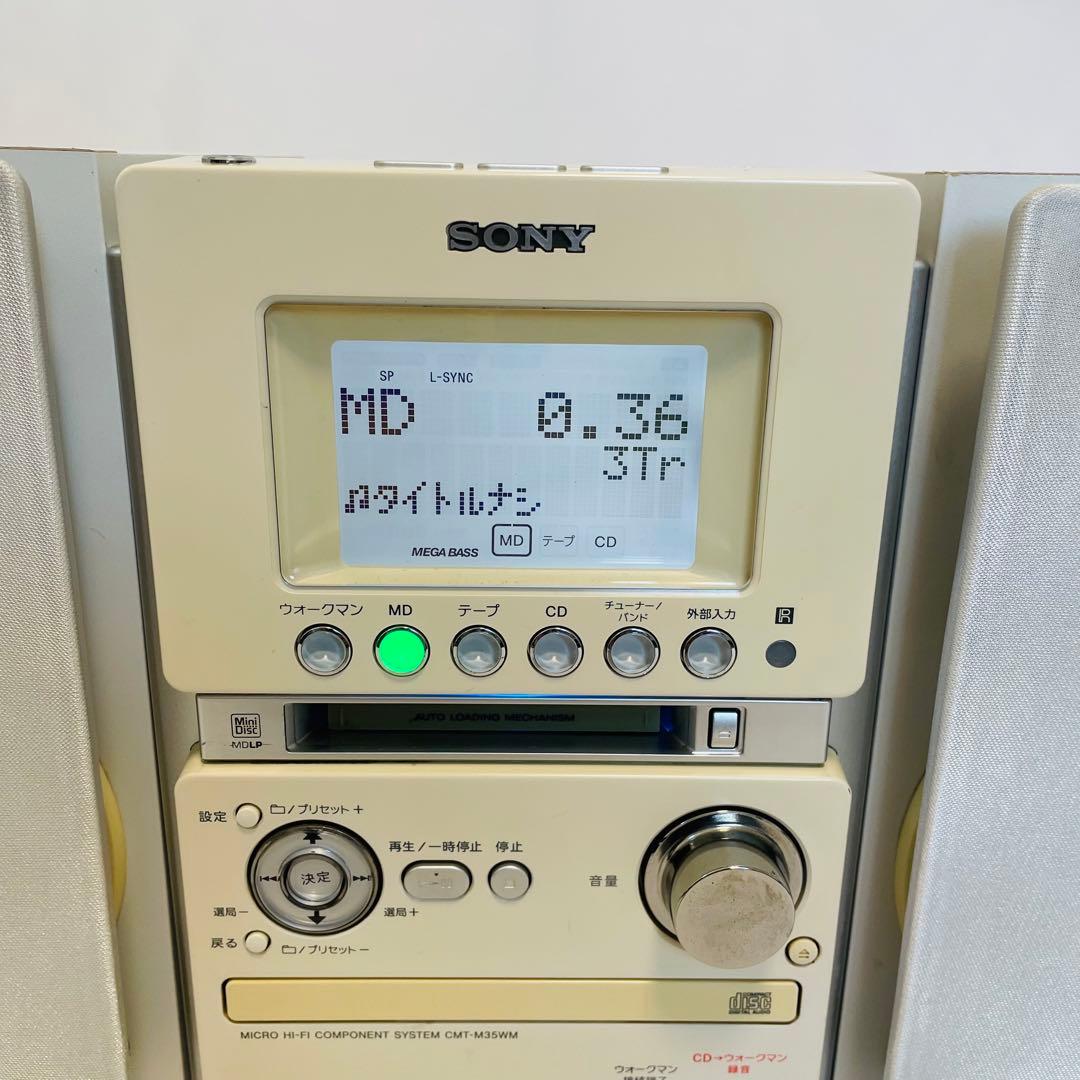 SONY
SP L-SYNC
MD 0.36
3Tr
♫タイトルナシ
MEGA BASS MD テープ CD
ウォークマン MD テープ CD チューナー/バンド 外部入力 R
Mini Disc
MDLP
AUTO LOADING MECHANISM
設定 /プリセット +
再生/一時停止 停止
決定
音量
選局− 選局+
戻る /プリセット −
COMPACT
disc
DIGITAL AUDIO
MICRO HI-FI COMPONENT SYSTEM CMT-M35WM
CD→ウォークマン
録音
ウォークマン